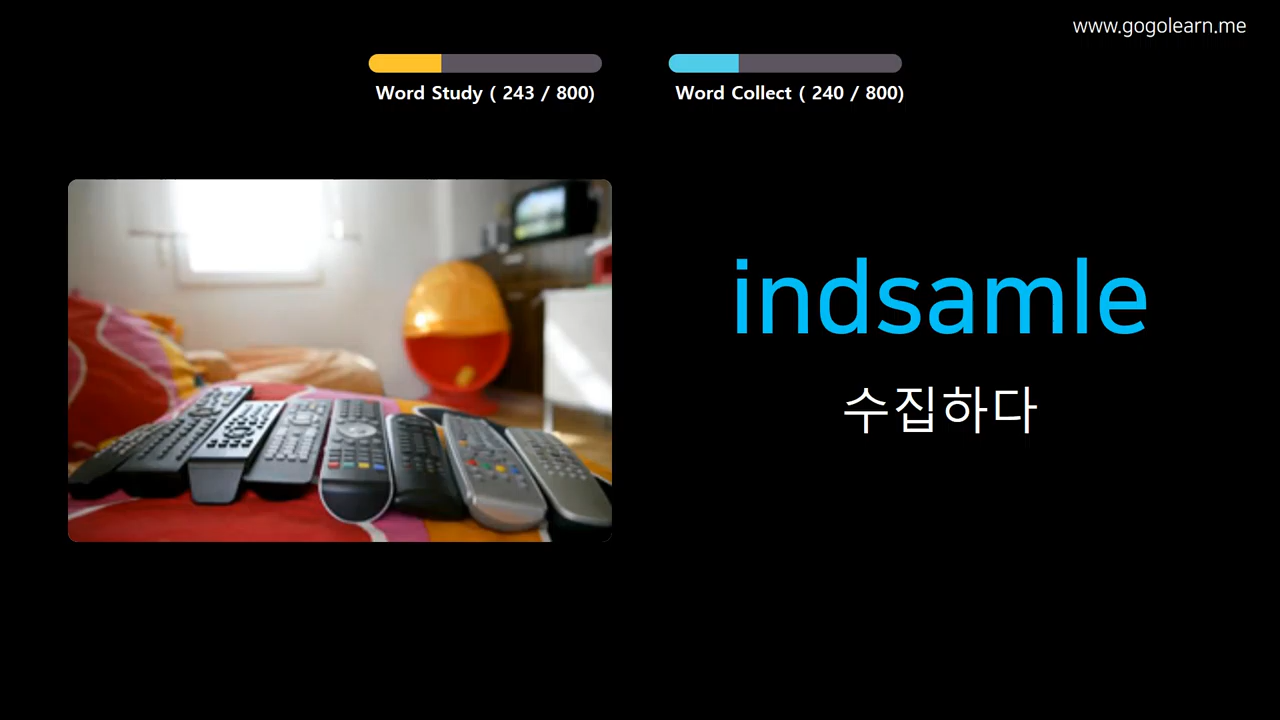 www.gogolearn.me
Word Study ( 243 / 800)
Word Collect ( 240 / 800)
indsamle
수집하다